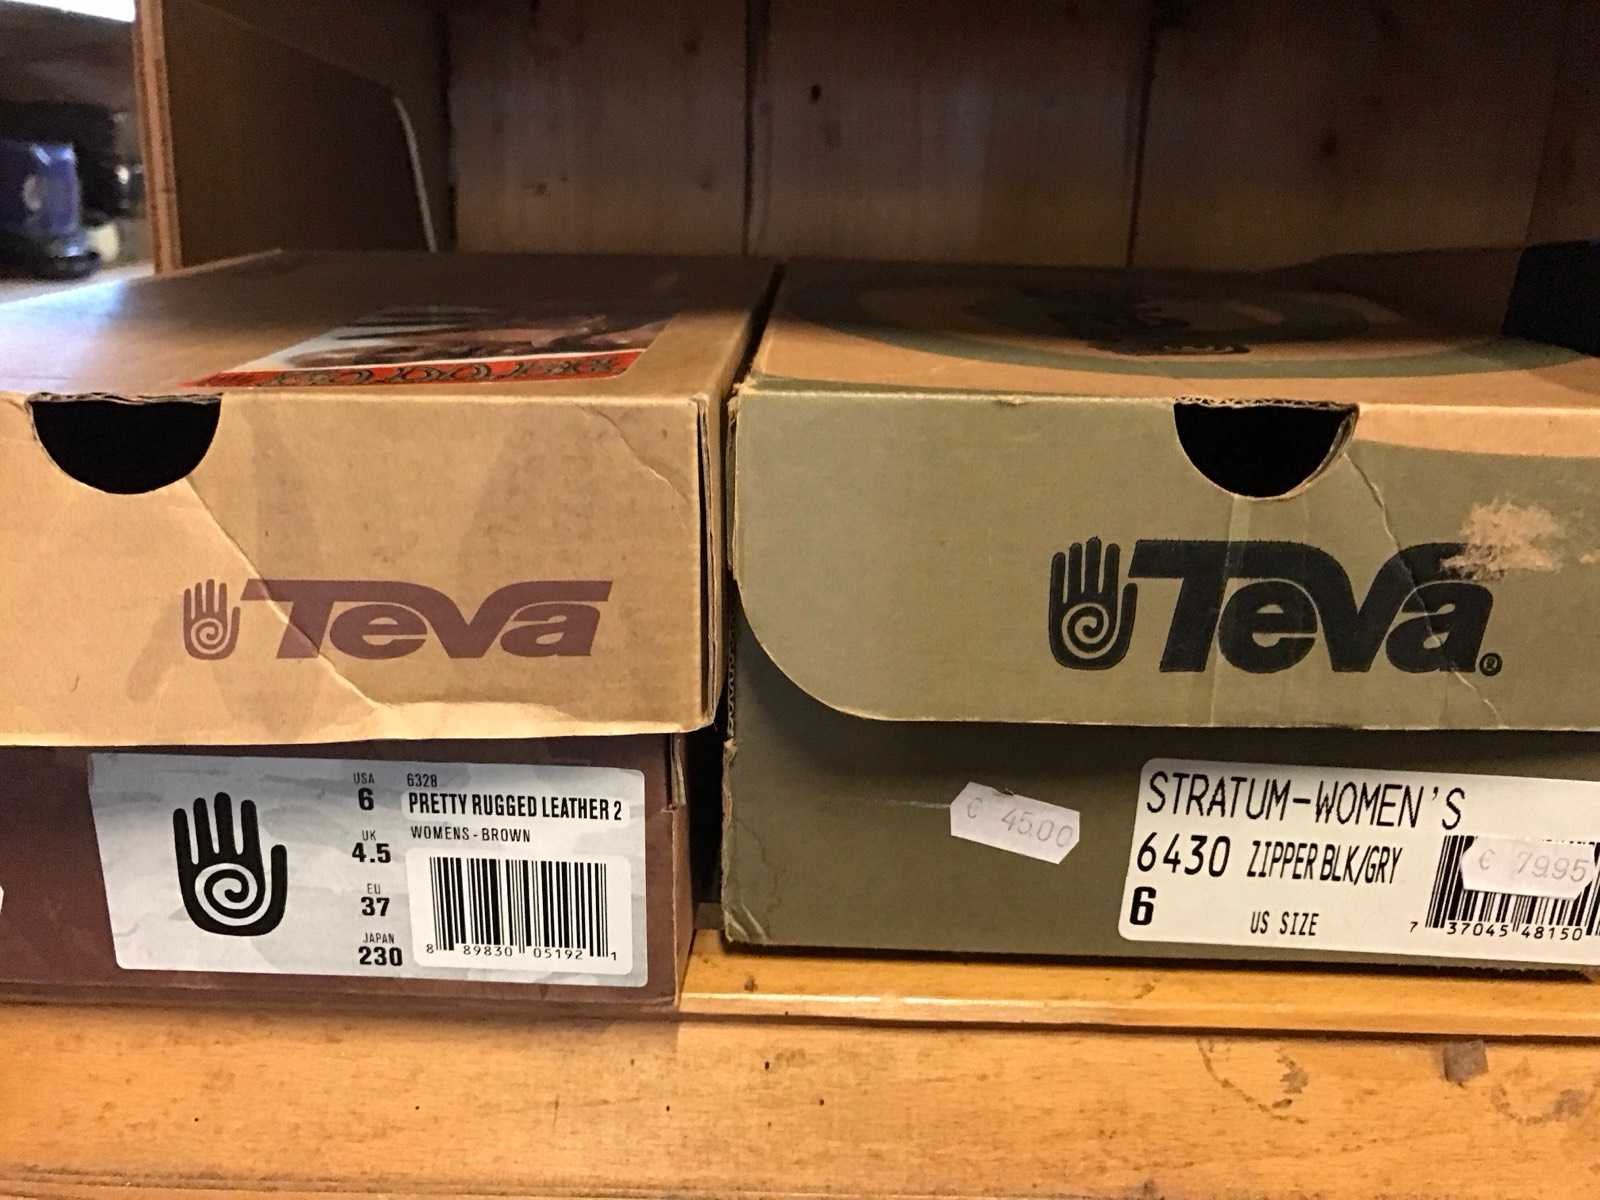 Teva
USA
6
UK
4.5
EU
37
JAPAN
230
6328
PRETTY RUGGED LEATHER 2
WOMENS-BROWN
8 89830 05192 1
Teva®
€ 45.00
STRATUM-WOMEN'S
6430 ZIPPER BLK/GRY
6 US SIZE
€ 79.95
7 37045 48150